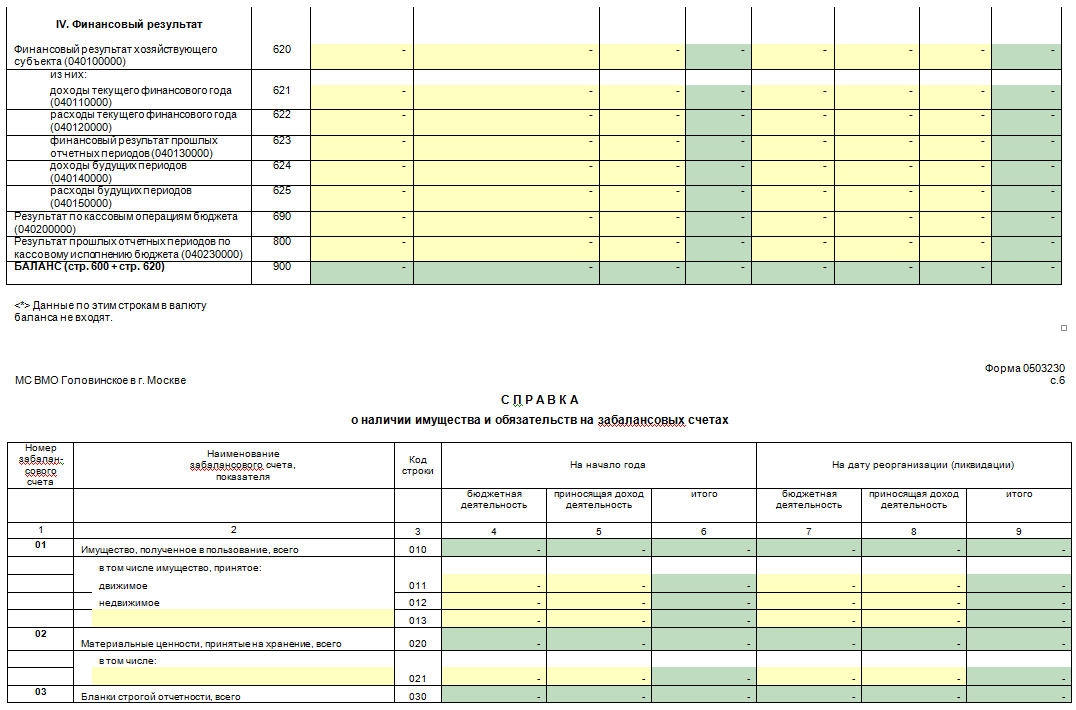 IV. Финансовый результат
Финансовый результат хозяйствующего
субъекта (040100000)
620
- - - - - - - -
из них:
доходы текущего финансового года
(040110000)
621
- - - - - - - -
расходы текущего финансового года
(040120000)
622
- - - - - - - -
финансовый результат прошлых
отчетных периодов (040130000)
623
- - - - - - - -
доходы будущих периодов
(040140000)
624
- - - - - - - -
расходы будущих периодов
(040150000)
625
- - - - - - - -
Результат по кассовым операциям бюджета
(040200000)
690
- - - - - - - -
Результат прошлых отчетных периодов по
кассовому исполнению бюджета (040230000)
800
- - - - - - - -
БАЛАНС (стр. 600 + стр. 620)
900
- - - - - - - -
<*> Данные по этим строкам в валюту
баланса не входят.
Форма 0503230
МС ВМО Головинское в г. Москве
с.6
С П Р А В К А
о наличии имущества и обязательств на забалансовых счетах
Номер
забалан-
сового
счета
Наименование
забалансового счета,
показателя
Код
строки
На начало года
На дату реорганизации (ликвидации)
бюджетная
деятельность
приносящая доход
деятельность
итого
бюджетная
деятельность
приносящая доход
деятельность
итого
1 2 3 4 5 6 7 8 9
01 Имущество, полученное в пользование, всего 010 - - - - - -
в том числе имущество, принятое:
движимое 011 - - - - - -
недвижимое 012 - - - - - -
013 - - - - - -
02 Материальные ценности, принятые на хранение, всего 020 - - - - - -
в том числе:
021 - - - - - -
03 Бланки строгой отчетности, всего 030 - - - - - -